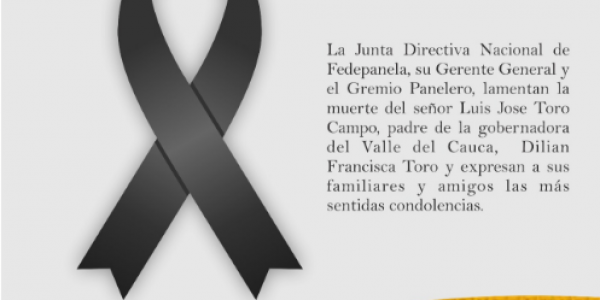 La Junta Directiva Nacional de
Fedepanela, su Gerente General y
el Gremio Panelero, lamentan la
muerte del señor Luis Jose Toro
Campo, padre de la gobernadora
del Valle del Cauca, Dilian
Francisca Toro y expresan a sus
familiares y amigos las más
sentidas condolencias.